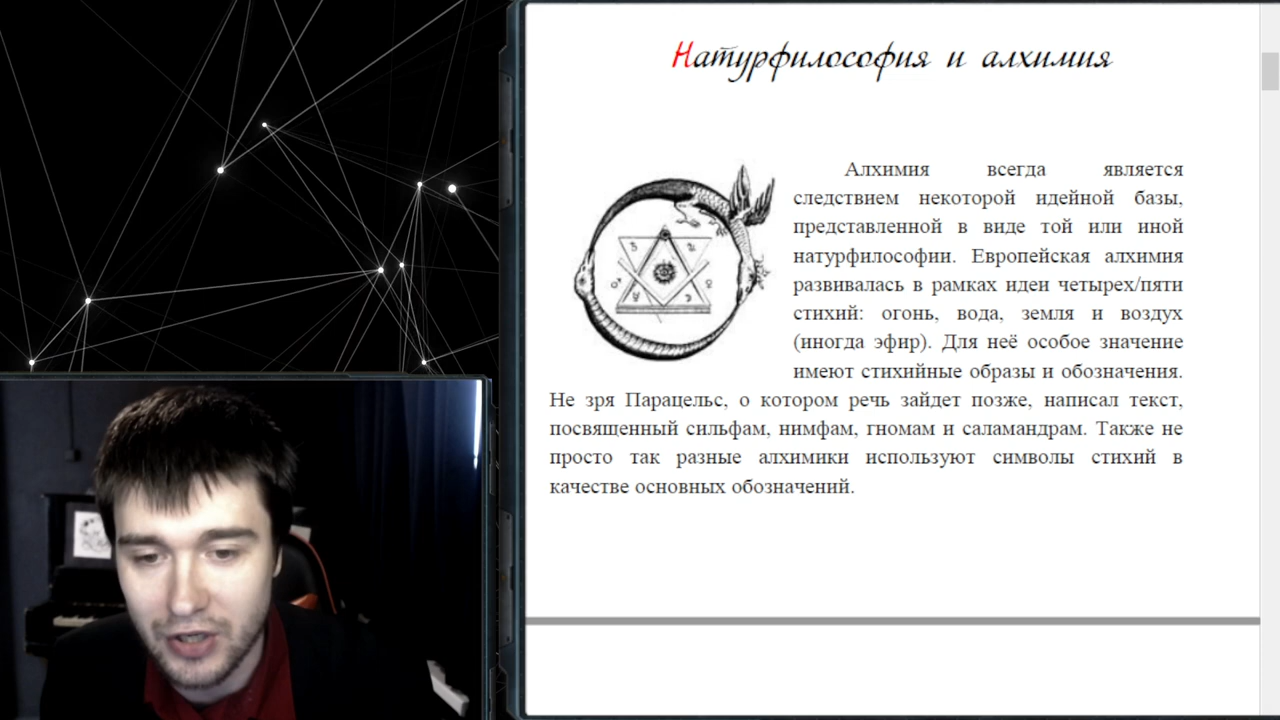 Натурфилософия и алхимия
Алхимия всегда является
следствием некоторой идейной базы,
представленной в виде той или иной
натурфилософии. Европейская алхимия
развивалась в рамках идеи четырех/пяти
стихий: огонь, вода, земля и воздух
(иногда эфир). Для неё особое значение
имеют стихийные образы и обозначения.
Не зря Парацельс, о котором речь зайдет позже, написал текст,
посвященный сильфам, нимфам, гномам и саламандрам. Также не
просто так разные алхимики используют символы стихий в
качестве основных обозначений.